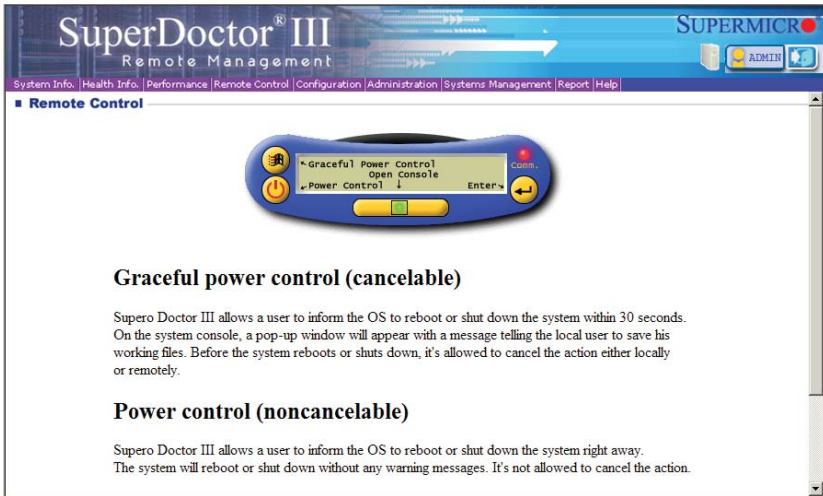 SuperDoctor® III
Remote Management
SUPERMICRO
ADMIN
System Info. | Health Info. | Performance | Remote Control | Configuration | Administration | Systems Management | Report | Help
Remote Control
Graceful Power Control
Open Console
Power Control ↓ Enter
Comm.
Graceful power control (cancelable)
Supero Doctor III allows a user to inform the OS to reboot or shut down the system within 30 seconds.
On the system console, a pop-up window will appear with a message telling the local user to save his
working files. Before the system reboots or shuts down, it's allowed to cancel the action either locally
or remotely.
Power control (noncancelable)
Supero Doctor III allows a user to inform the OS to reboot or shut down the system right away.
The system will reboot or shut down without any warning messages. It's not allowed to cancel the action.